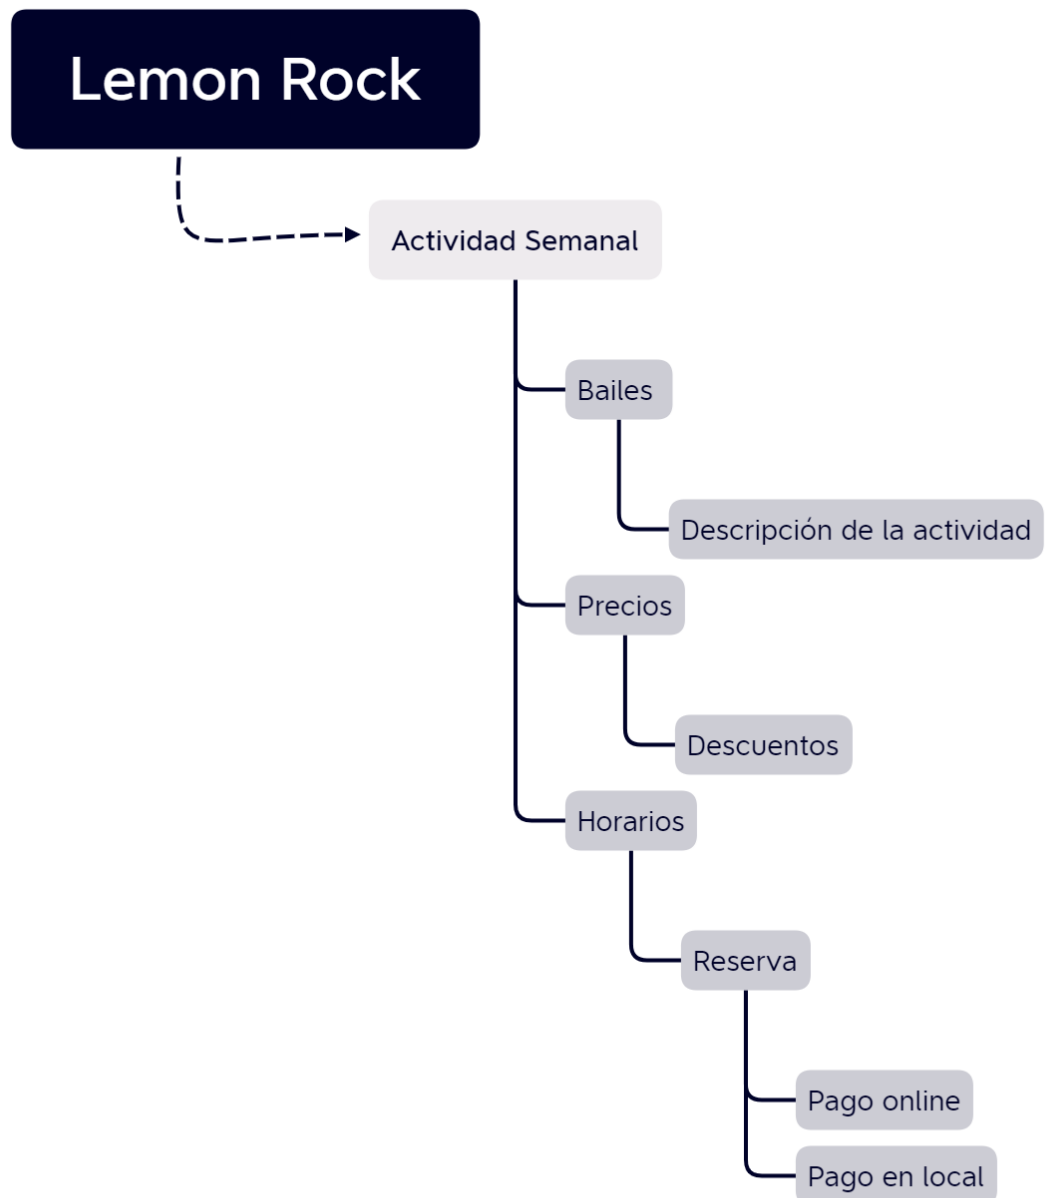 Lemon Rock
Actividad Semanal
Bailes
Descripción de la actividad
Precios
Descuentos
Horarios
Reserva
Pago online
Pago en local